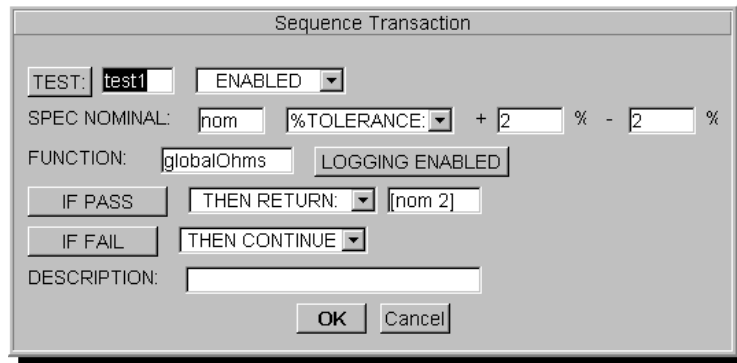 Sequence Transaction
TEST: test1 ENABLED
SPEC NOMINAL: nom %TOLERANCE: + 2 % - 2 %
FUNCTION: globalOhms LOGGING ENABLED
IF PASS THEN RETURN: [nom 2]
IF FAIL THEN CONTINUE
DESCRIPTION:
OK Cancel